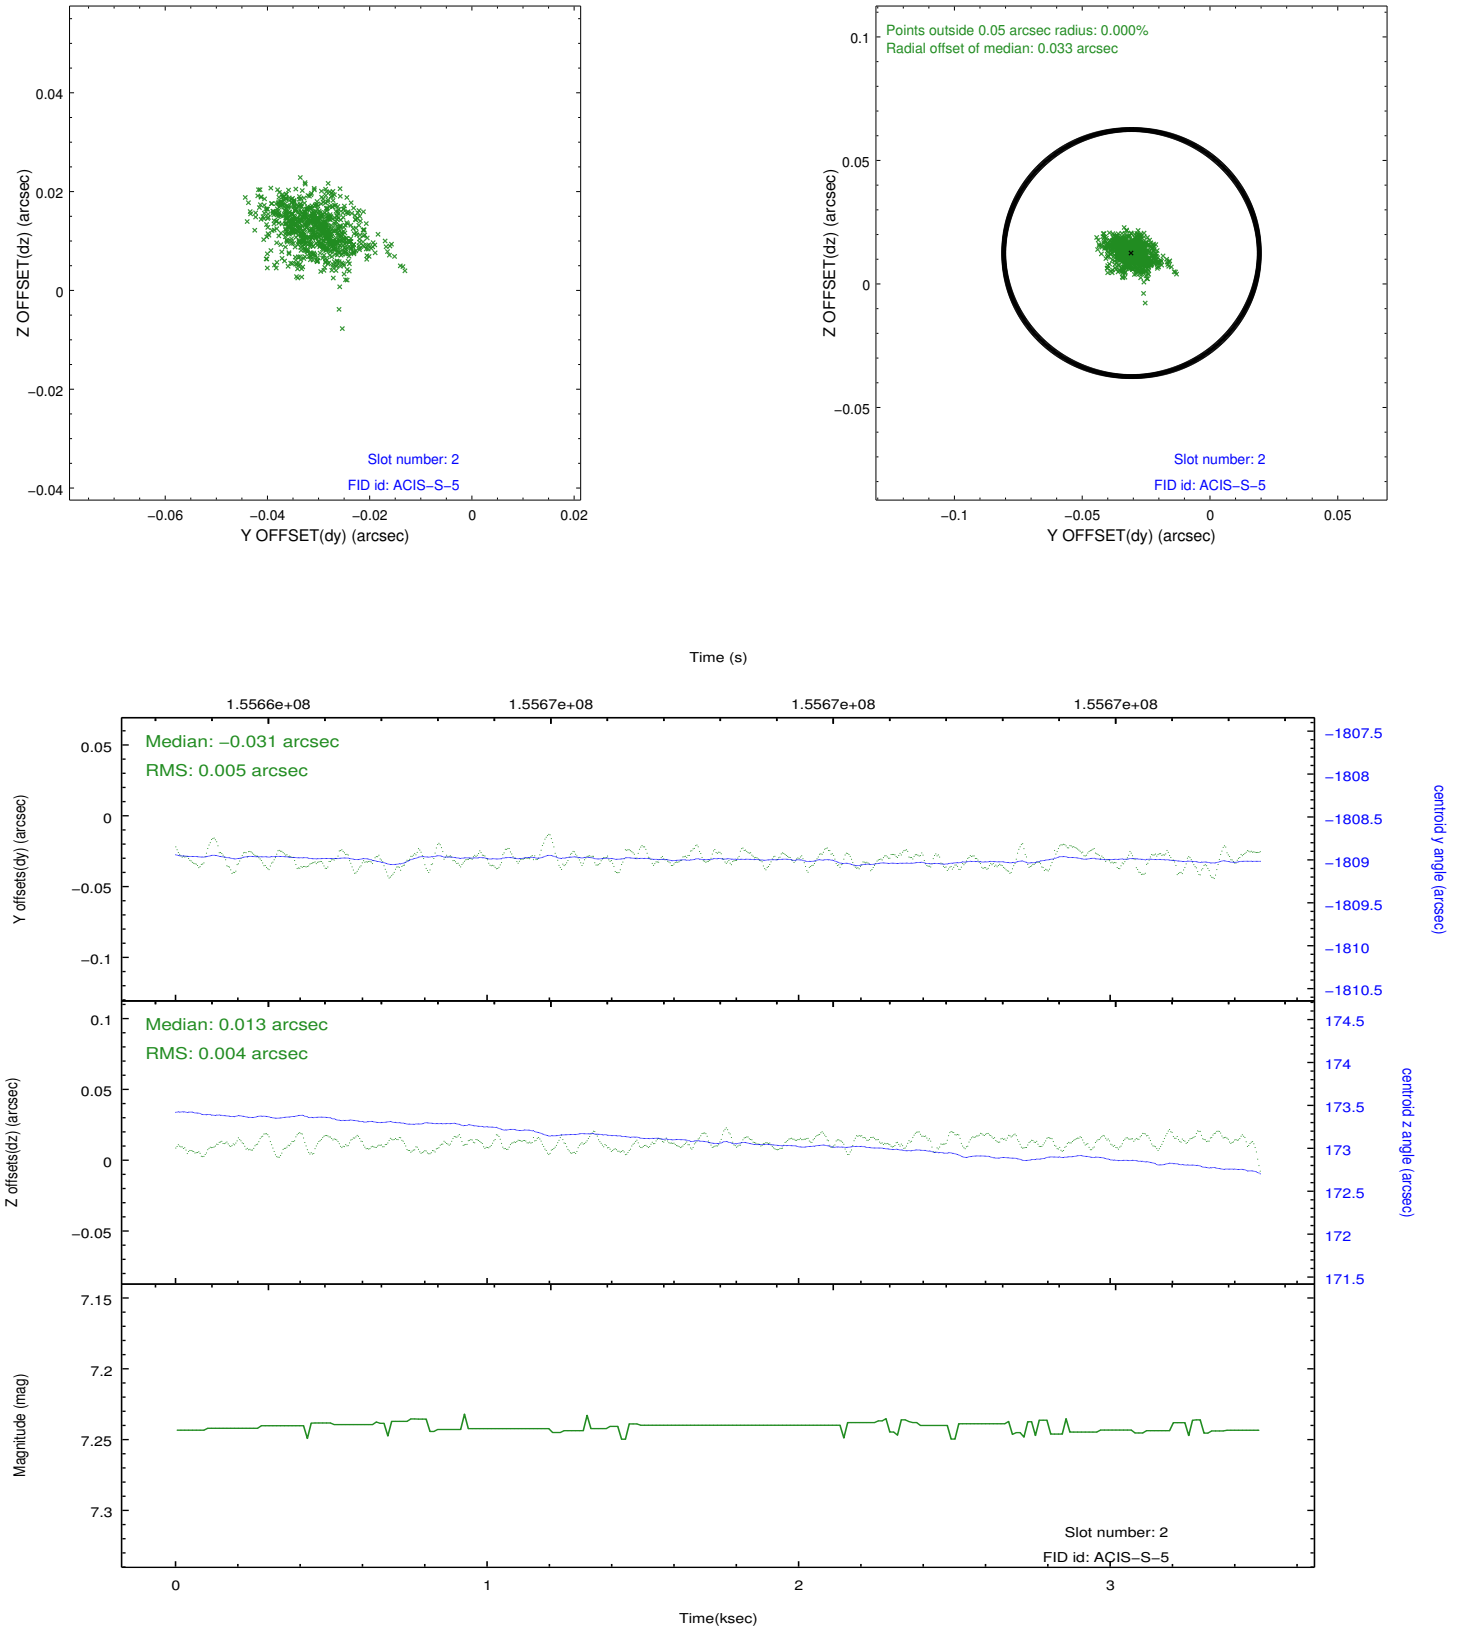 0.04
0.02
0
−0.02
−0.04
Z OFFSET(dz) (arcsec)
Slot number: 2
FID id: ACIS−S−5
−0.06
−0.04
−0.02
0
0.02
Y OFFSET(dy) (arcsec)
Points outside 0.05 arcsec radius: 0.000%
Radial offset of median: 0.033 arcsec
0.1
0.05
0
−0.05
Z OFFSET(dz) (arcsec)
Slot number: 2
FID id: ACIS−S−5
−0.1
−0.05
0
0.05
Y OFFSET(dy) (arcsec)
Time (s)
1.5566e+08
1.5567e+08
1.5567e+08
1.5567e+08
Median: −0.031 arcsec
RMS: 0.005 arcsec
0.05
0
−0.05
−0.1
Y offsets(dy) (arcsec)
−1807.5
−1808
−1808.5
−1809
−1809.5
−1810
−1810.5
centroid y angle (arcsec)
Median: 0.013 arcsec
RMS: 0.004 arcsec
0.1
0.05
0
−0.05
Z offsets(dz) (arcsec)
174.5
174
173.5
173
172.5
172
171.5
centroid z angle (arcsec)
7.15
7.2
7.25
7.3
Magnitude (mag)
Slot number: 2
FID id: ACIS−S−5
0
1
2
3
Time(ksec)